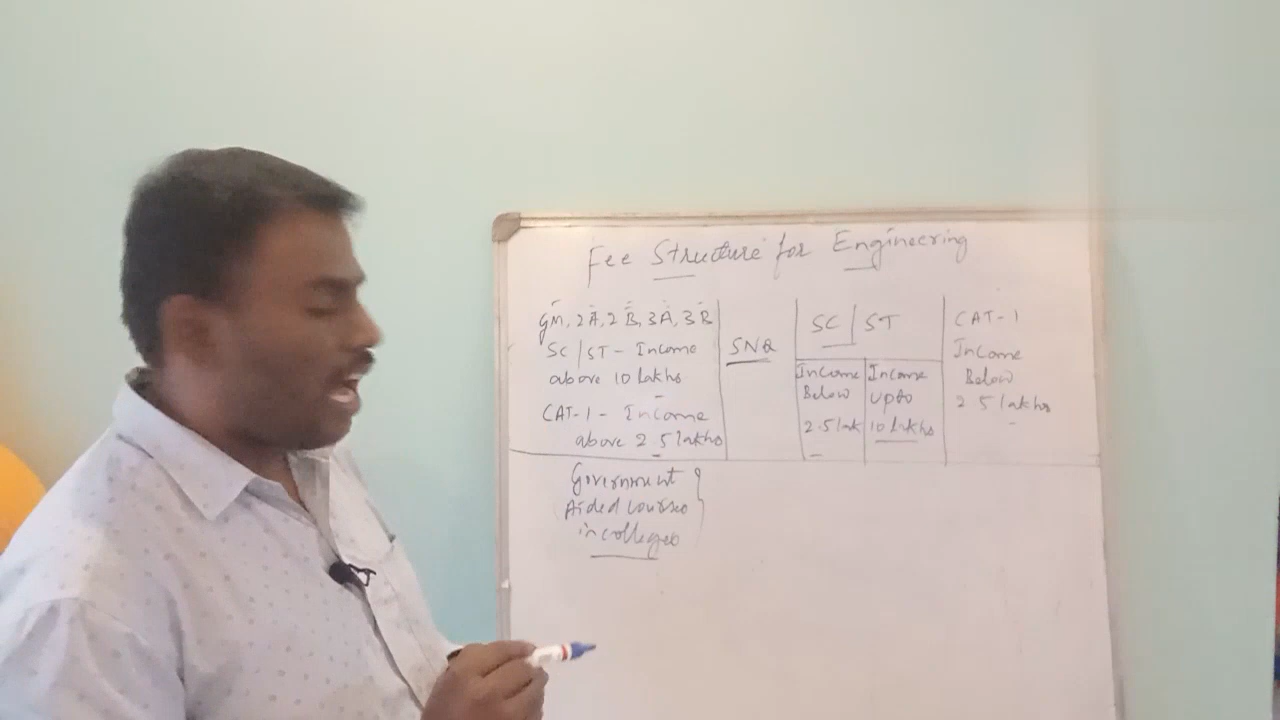 Fee Structure for Engineering
GM, 2A, 2B, 3A, 3B
SC/ST - Income
above 10 lakhs
CAT-1 - Income
above 2.5 lakhs
SNQ
SC/ST
Income
Below
2.5 lak
Income
upto
10 lakhs
CAT-1
Income
Below
2.5 lakhs
Government
Aided courses
in colleges